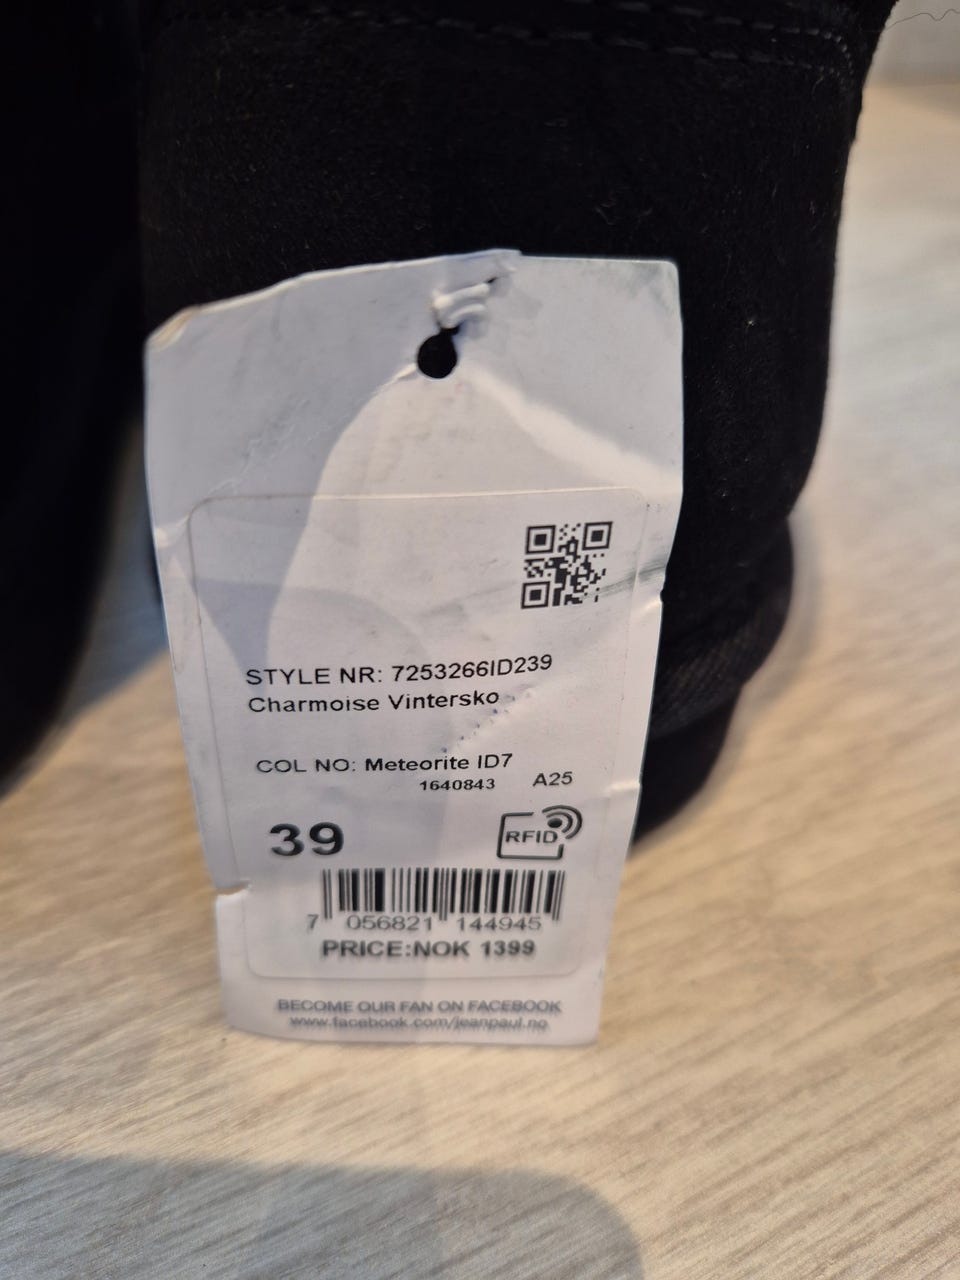 STYLE NR: 7253266ID239
Charmoise Vintersko
COL NO: Meteorite ID7
1640843 A25
39 RFID
7 056821 144945
PRICE:NOK 1399
BECOME OUR FAN ON FACEBOOK
www.facebook.com/jeanpaul.no